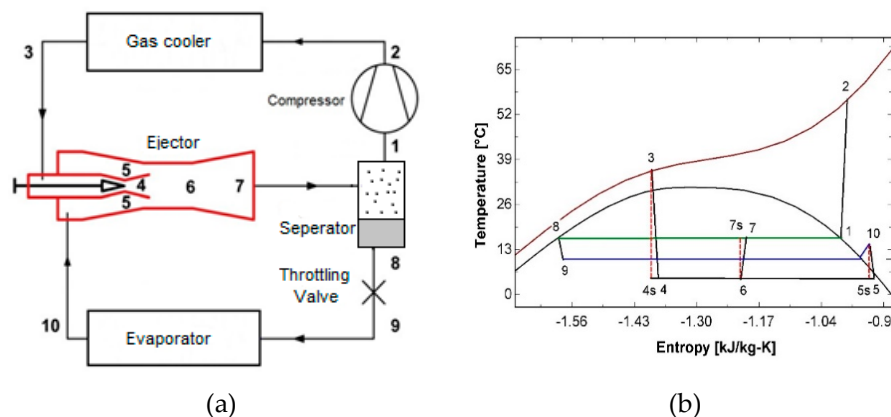 3
Gas cooler
2
Compressor
Ejector
1
5
4
6
7
5
Seperator
8
Throttling
Valve
10
Evaporator
9
(a)
Temperature [°C]
65
52
39
26
13
0
2
3
8
7s
7
1
10
9
4s
4
6
5s
5
-1.56
-1.43
-1.30
-1.17
-1.04
-0.9
Entropy [kJ/kg-K]
(b)